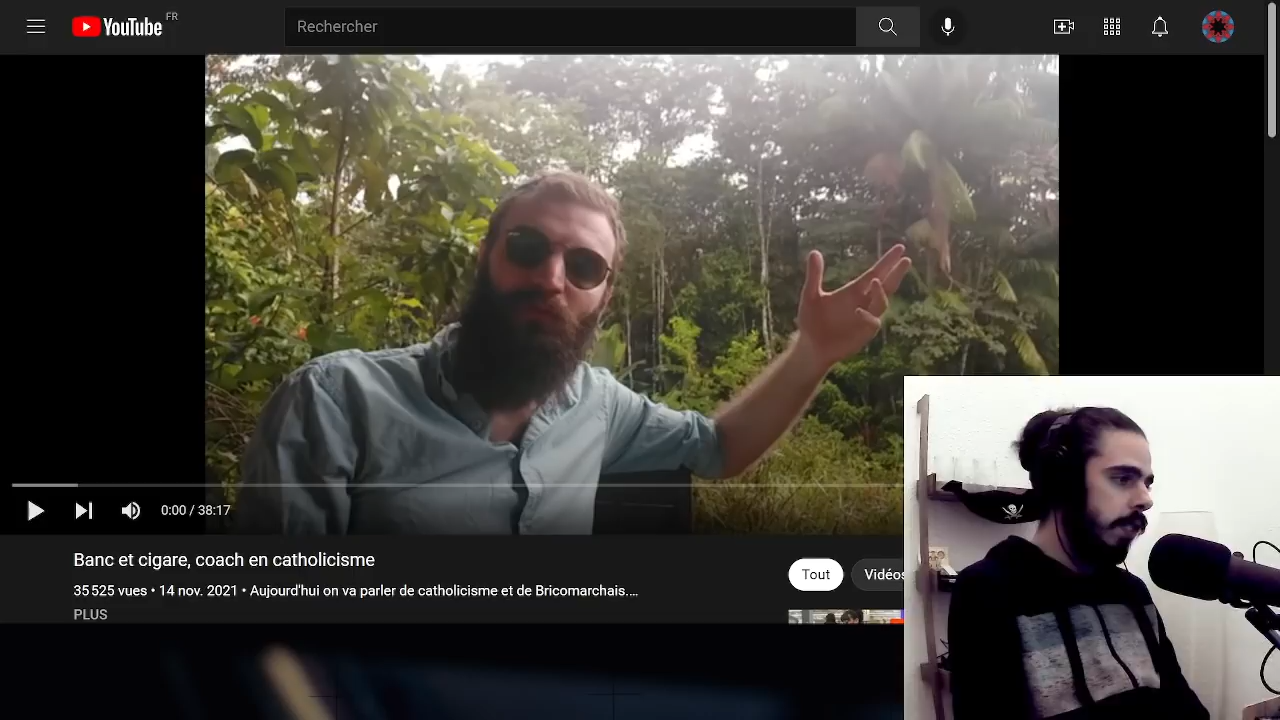 YouTube FR
Rechercher
0:00 / 38:17
Banc et cigare, coach en catholicisme
35 525 vues • 14 nov. 2021 • Aujourd'hui on va parler de catholicisme et de Bricomarchais....
PLUS
Tout
Vidéos